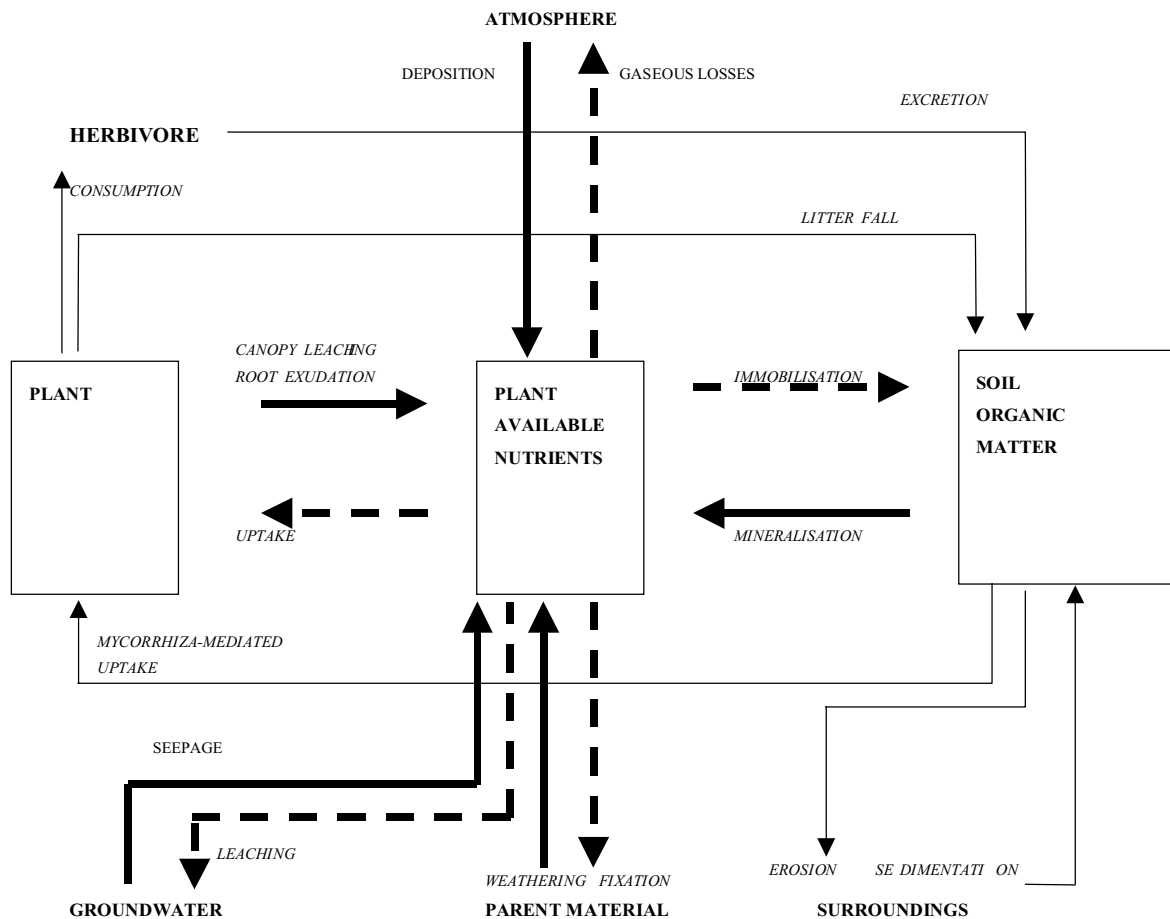 ATMOSPHERE
DEPOSITION
GASEOUS LOSSES
EXCRETION
HERBIVORE
CONSUMPTION
LITTER FALL
CANOPY LEACHING
ROOT EXUDATION
PLANT
PLANT
AVAILABLE
NUTRIENTS
IMMOBILISATION
SOIL
ORGANIC
MATTER
UPTAKE
MINERALISATION
MYCORRHIZA-MEDIATED
UPTAKE
SEEPAGE
LEACHING
WEATHERING FIXATION
EROSION
SE DIMENTATI ON
GROUNDWATER
PARENT MATERIAL
SURROUNDINGS